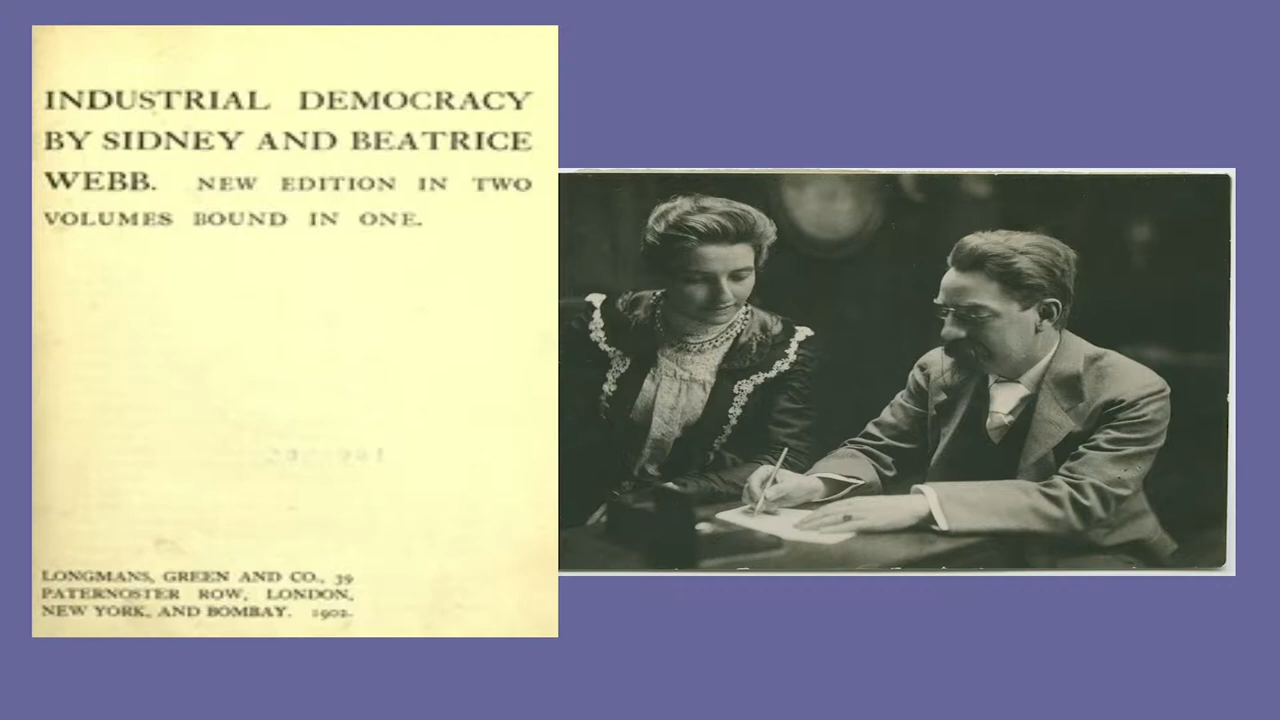 INDUSTRIAL DEMOCRACY
BY SIDNEY AND BEATRICE
WEBB. NEW EDITION IN TWO
VOLUMES BOUND IN ONE.
LONGMANS, GREEN AND CO., 39
PATERNOSTER ROW, LONDON,
NEW YORK, AND BOMBAY. 1902.